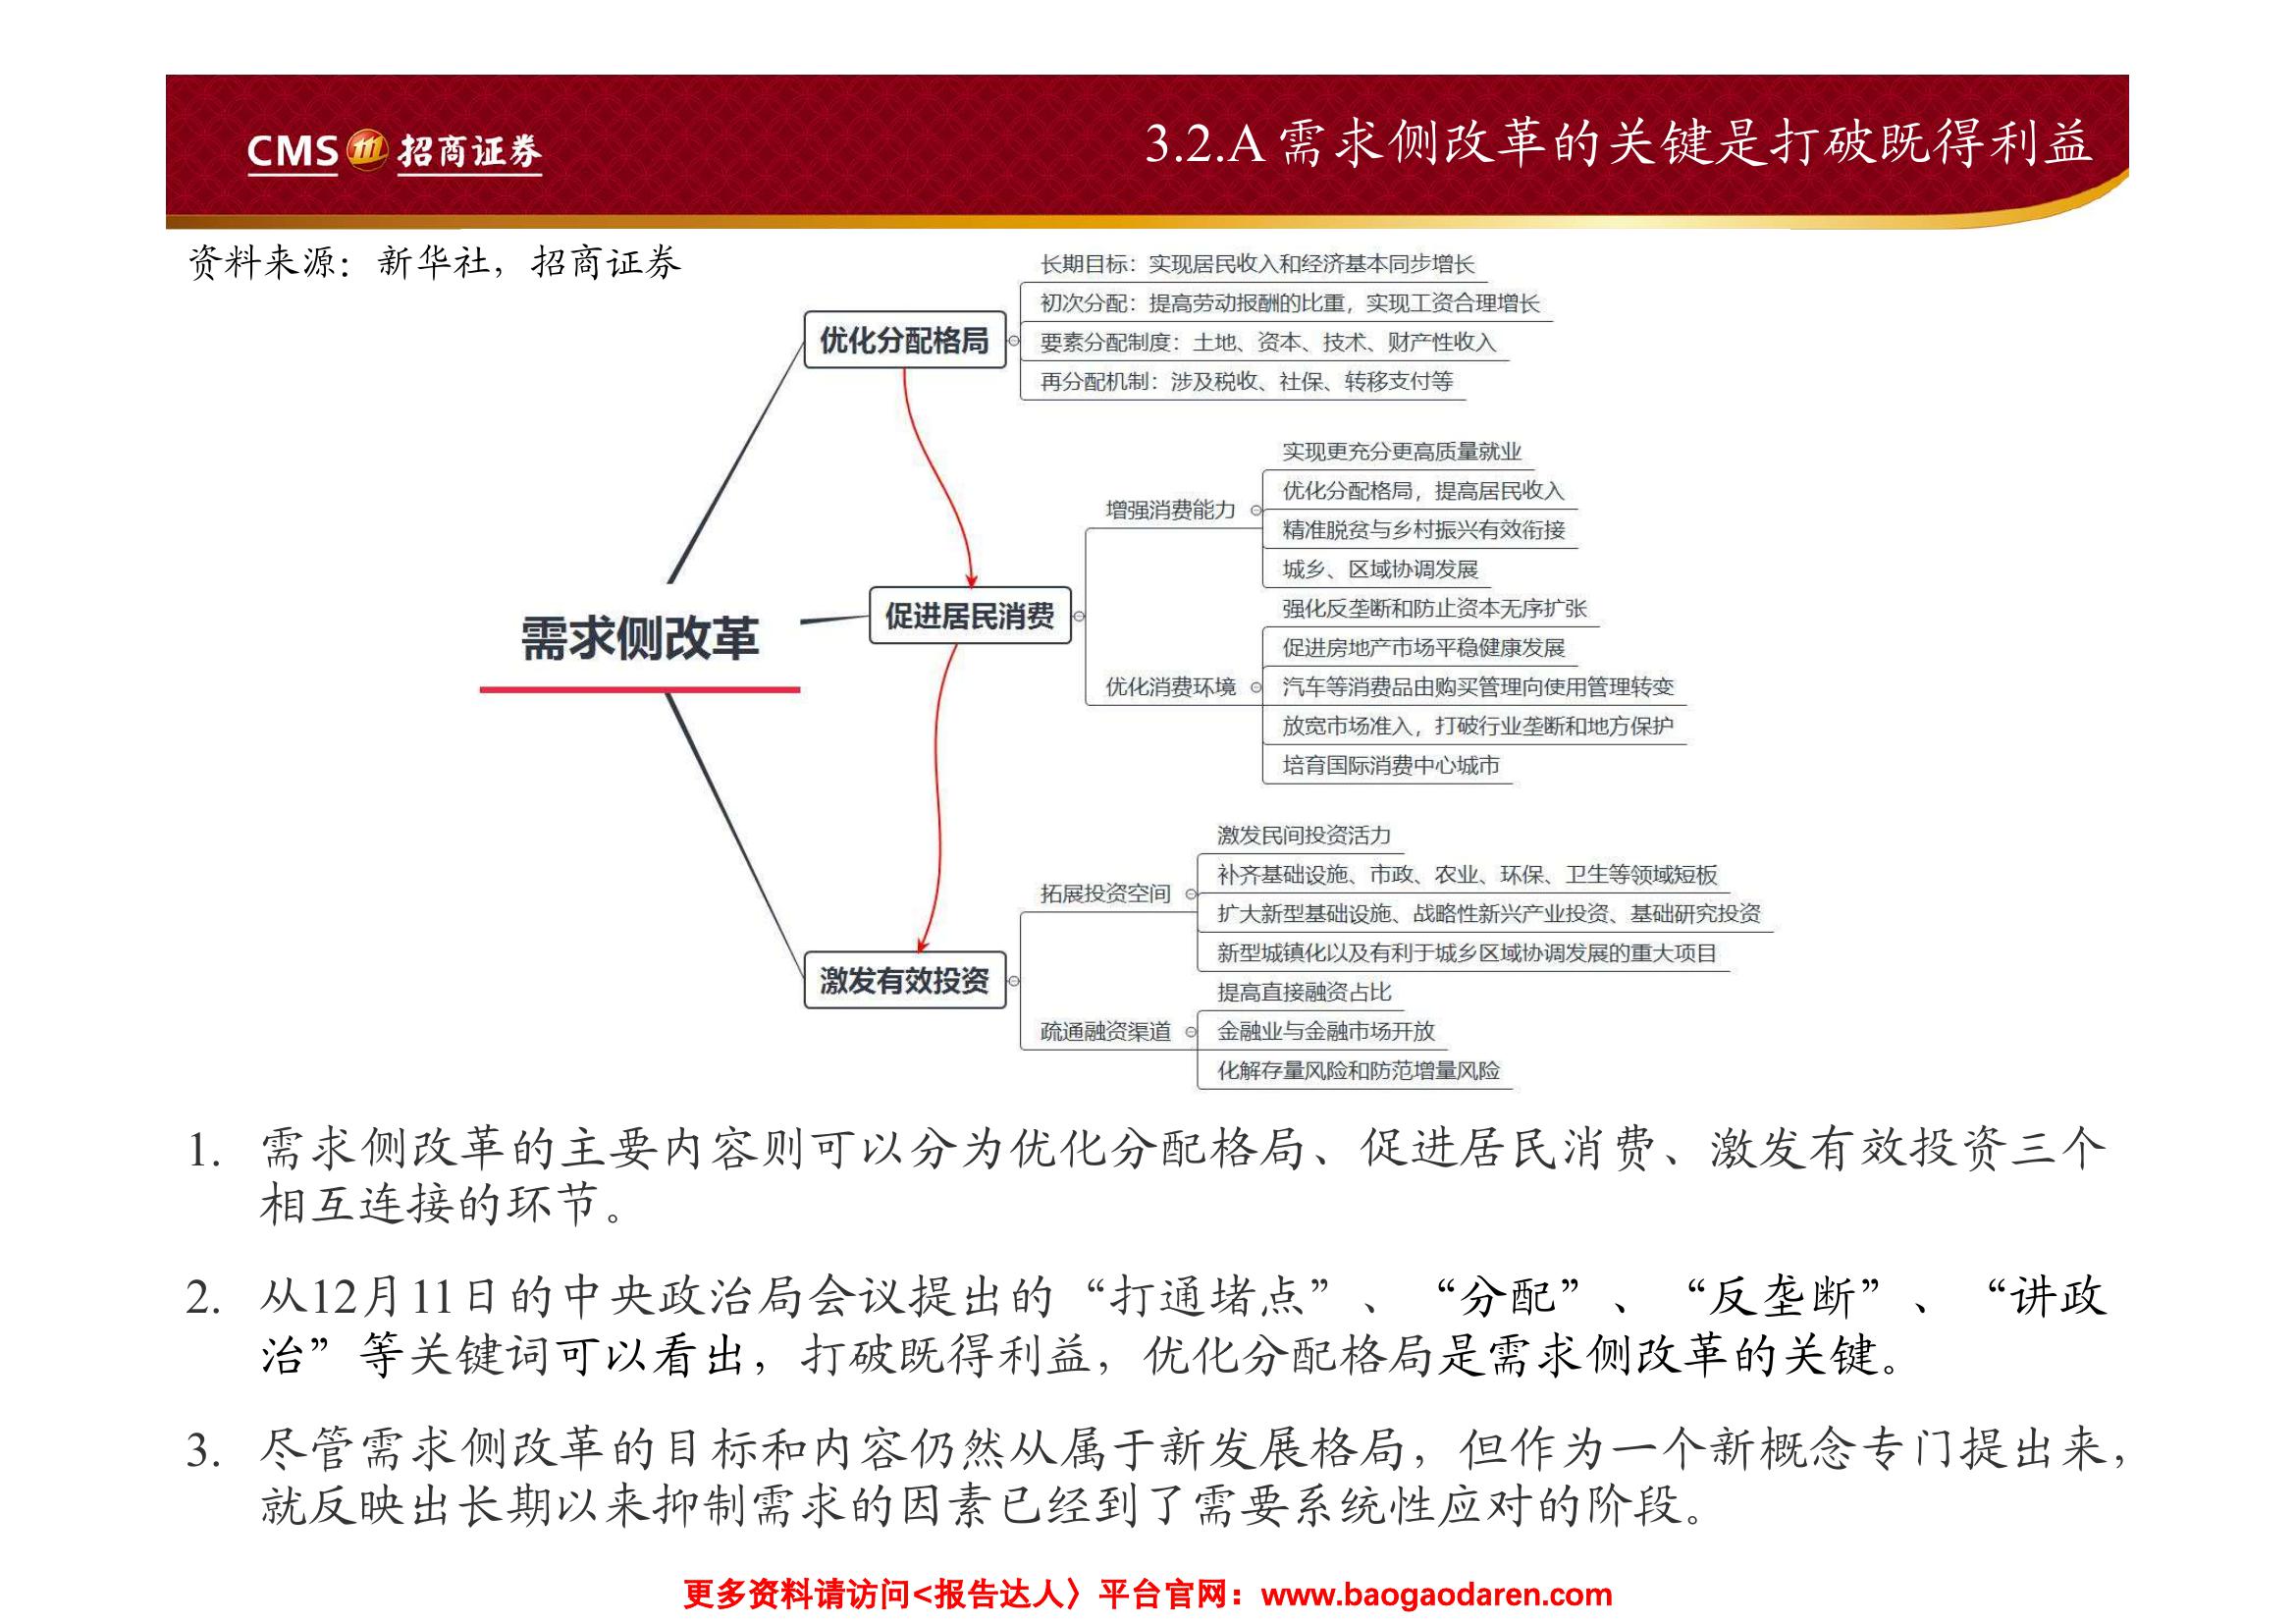 CMS 招商证券
3.2.A 需求侧改革的关键是打破既得利益
资料来源：新华社，招商证券
需求侧改革
优化分配格局
长期目标：实现居民收入和经济基本同步增长
初次分配：提高劳动报酬的比重，实现工资合理增长
要素分配制度：土地、资本、技术、财产性收入
再分配机制：涉及税收、社保、转移支付等
促进居民消费
增强消费能力
实现更充分更高质量就业
优化分配格局，提高居民收入
精准脱贫与乡村振兴有效衔接
城乡、区域协调发展
优化消费环境
强化反垄断和防止资本无序扩张
促进房地产市场平稳健康发展
汽车等消费品由购买管理向使用管理转变
放宽市场准入，打破行业垄断和地方保护
培育国际消费中心城市
激发有效投资
拓展投资空间
激发民间投资活力
补齐基础设施、市政、农业、环保、卫生等领域短板
扩大新型基础设施、战略性新兴产业投资、基础研究投资
新型城镇化以及有利于城乡区域协调发展的重大项目
疏通融资渠道
提高直接融资占比
金融业与金融市场开放
化解存量风险和防范增量风险
1. 需求侧改革的主要内容则可以分为优化分配格局、促进居民消费、激发有效投资三个
相互连接的环节。
2. 从12月11日的中央政治局会议提出的“打通堵点”、“分配”、“反垄断”、“讲政
治”等关键词可以看出，打破既得利益，优化分配格局是需求侧改革的关键。
3. 尽管需求侧改革的目标和内容仍然从属于新发展格局，但作为一个新概念专门提出来，
就反映出长期以来抑制需求的因素已经到了需要系统性应对的阶段。
更多资料请访问<报告达人〉平台官网：www.baogaodaren.com